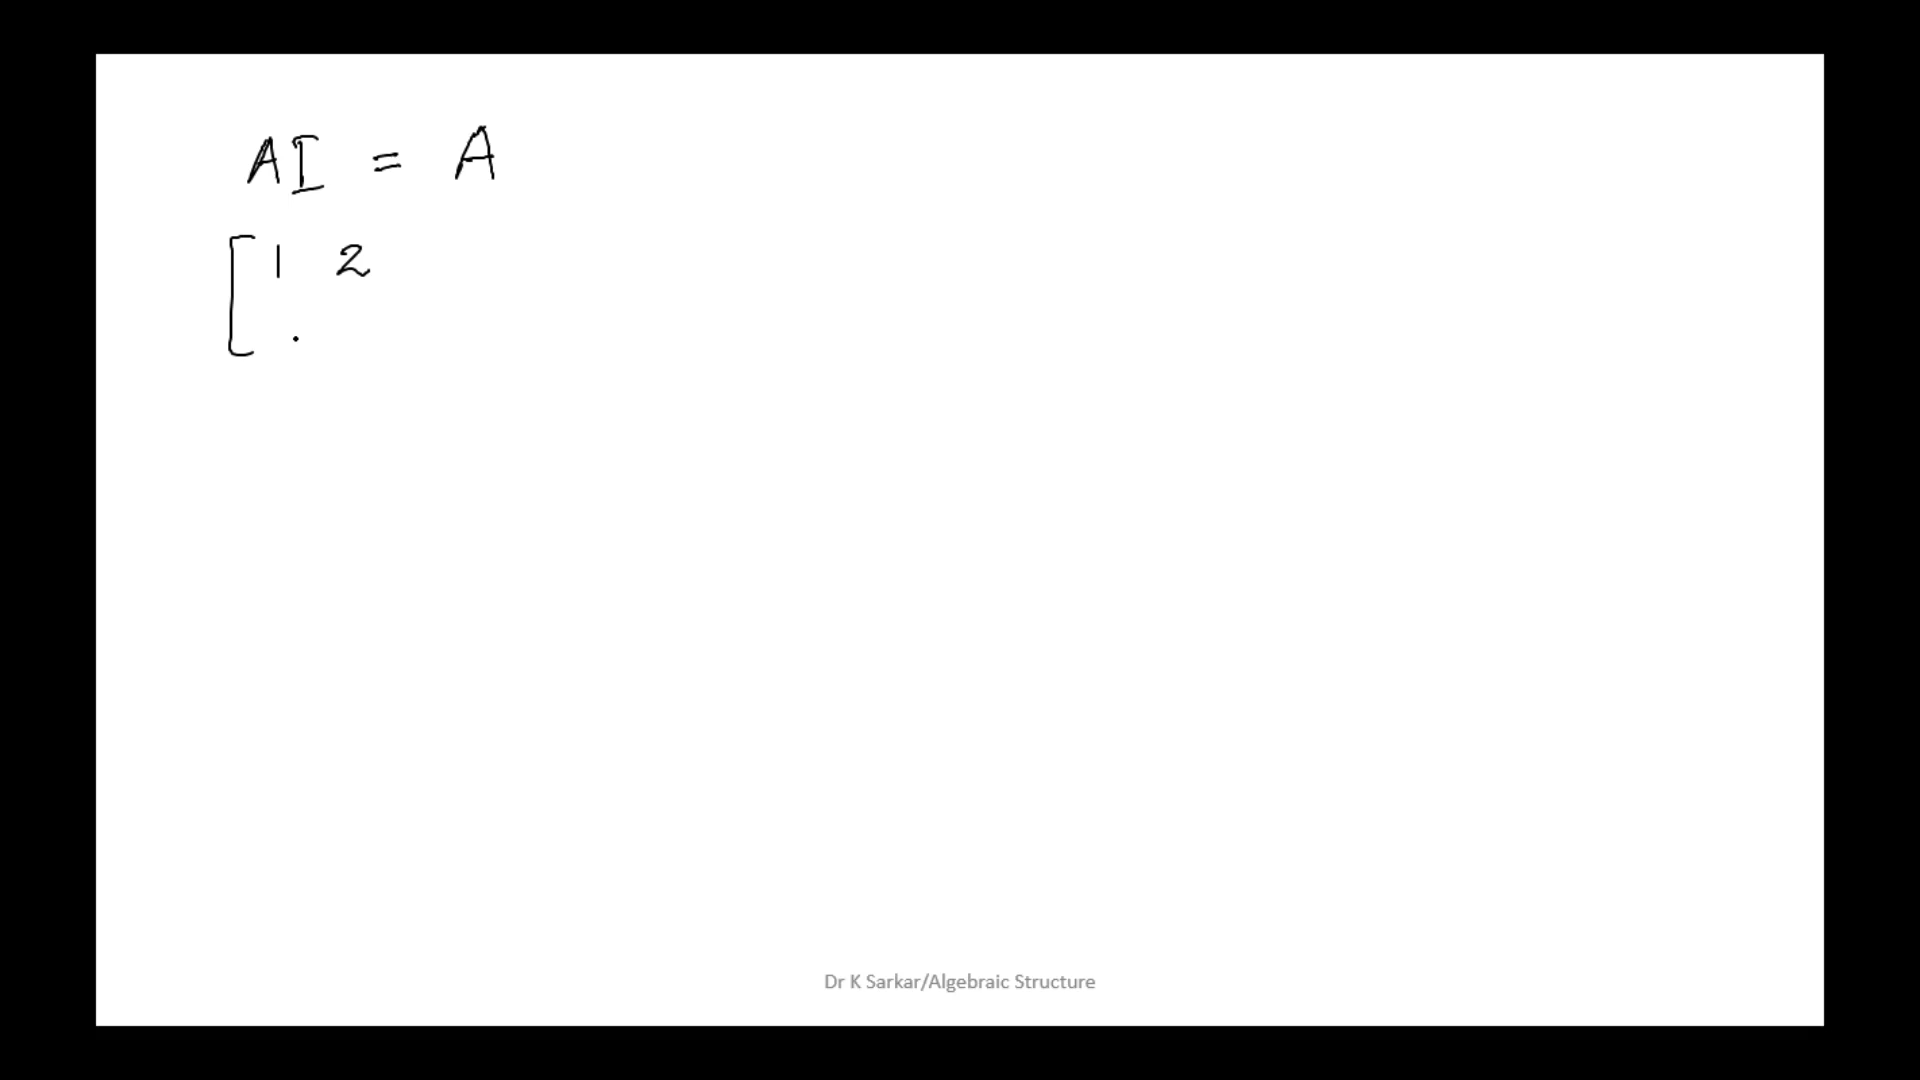 AI = A
[ 1 2
.
Dr K Sarkar/Algebraic Structure